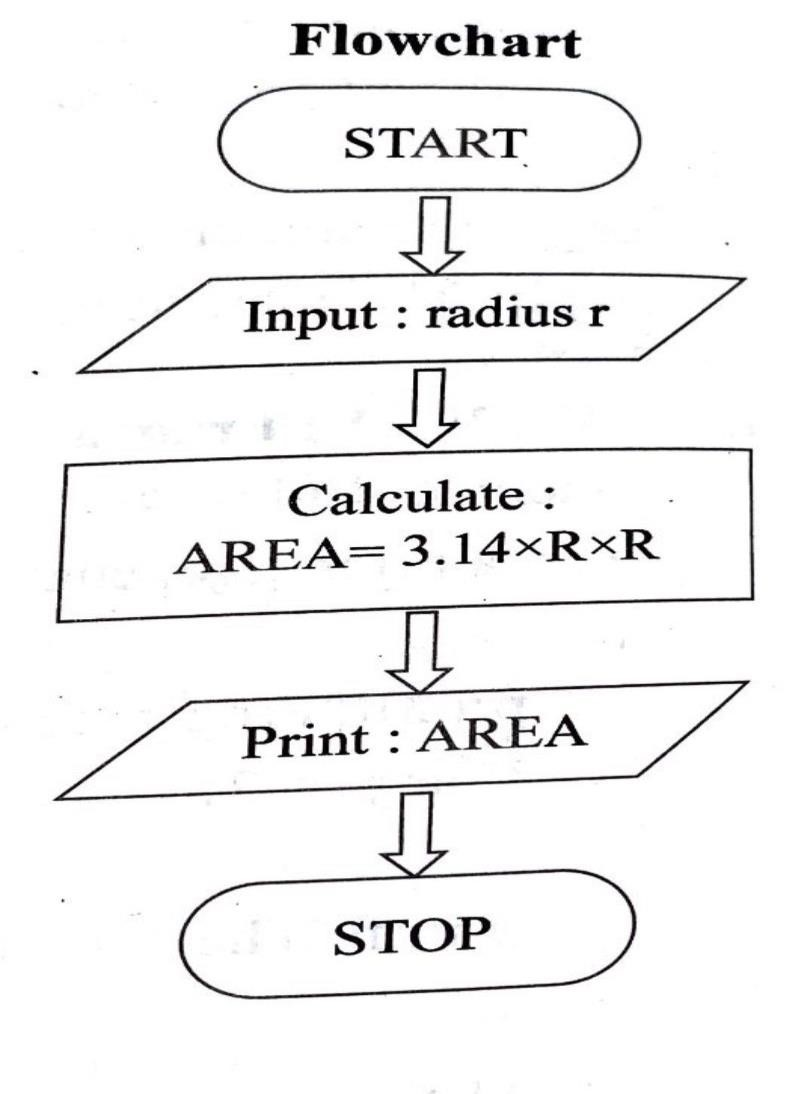 Flowchart
START
Input : radius r
Calculate :
AREA= 3.14×R×R
Print : AREA
STOP